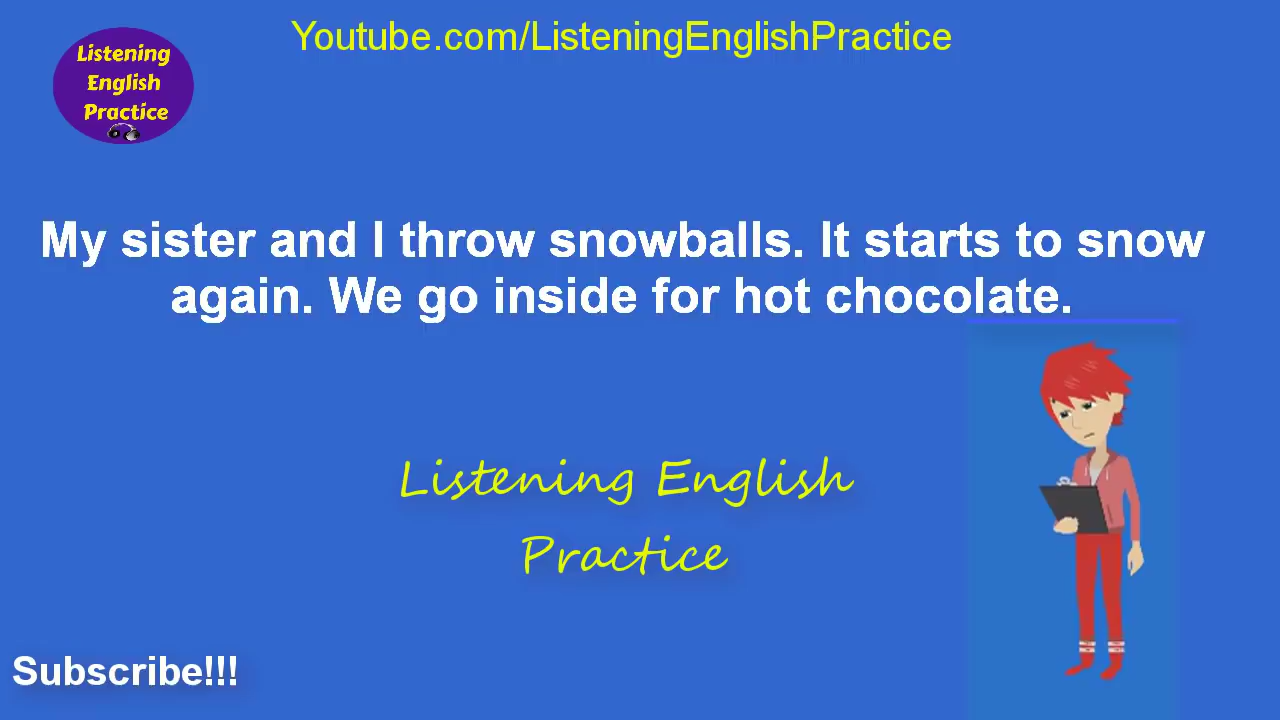 Youtube.com/ListeningEnglishPractice
Listening
English
Practice
My sister and I throw snowballs. It starts to snow
again. We go inside for hot chocolate.
Listening English
Practice
Subscribe!!!